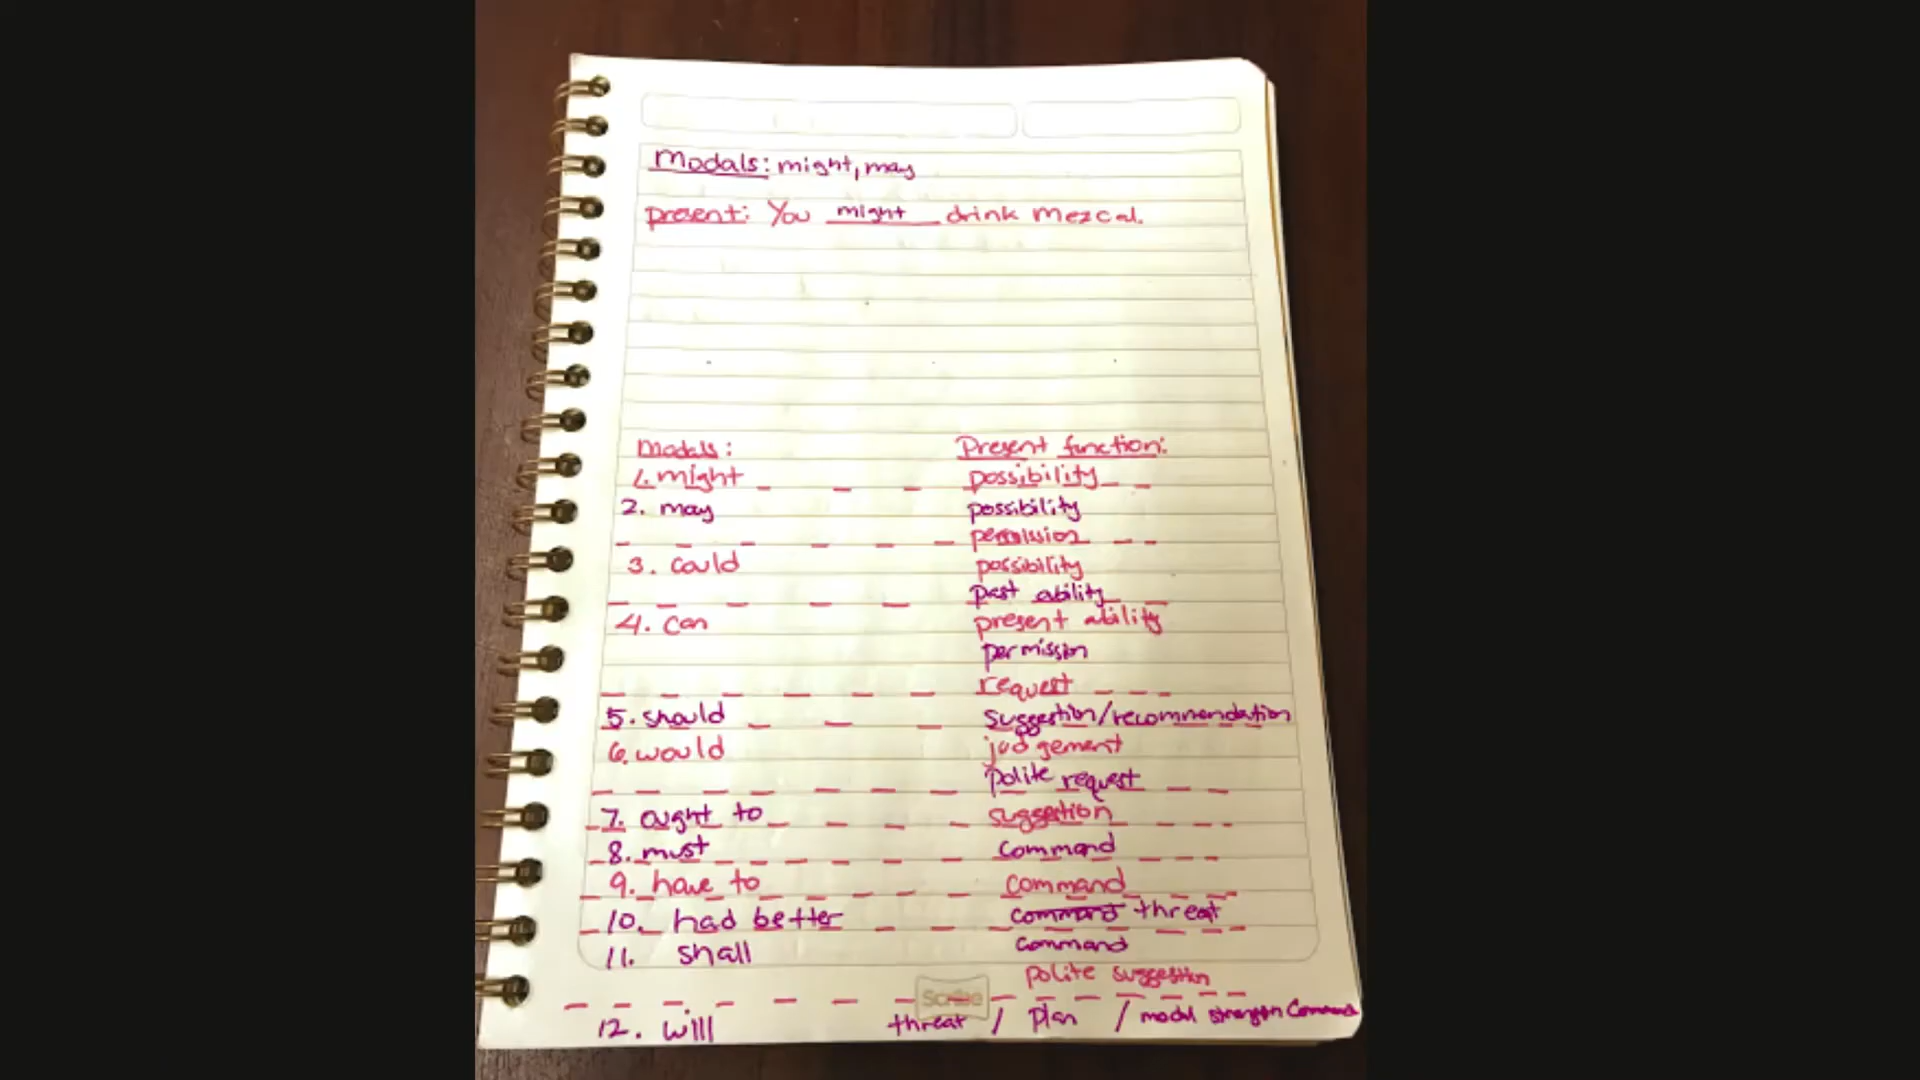 Modals: might, may
present: You might drink mezcal.
Modals: Present function:
1. might possibility
2. may possibility
permission
3. could possibility
past ability
4. can present ability
permission
request
5. should suggestion/recommendation
6. would judgement
polite request
7. ought to suggestion
8. must command
9. have to command
10. had better command threat
11. shall command
polite suggestion
Scribe
12. will threat / plan / modal strongest command